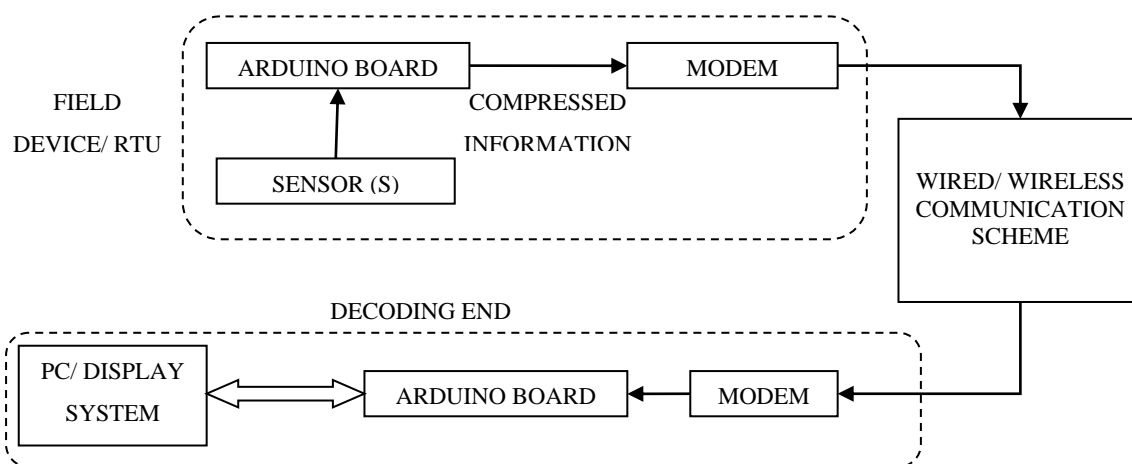 ARDUINO BOARD
MODEM
FIELD
DEVICE/ RTU
COMPRESSED
INFORMATION
SENSOR (S)
WIRED/ WIRELESS
COMMUNICATION
SCHEME
DECODING END
PC/ DISPLAY
SYSTEM
ARDUINO BOARD
MODEM